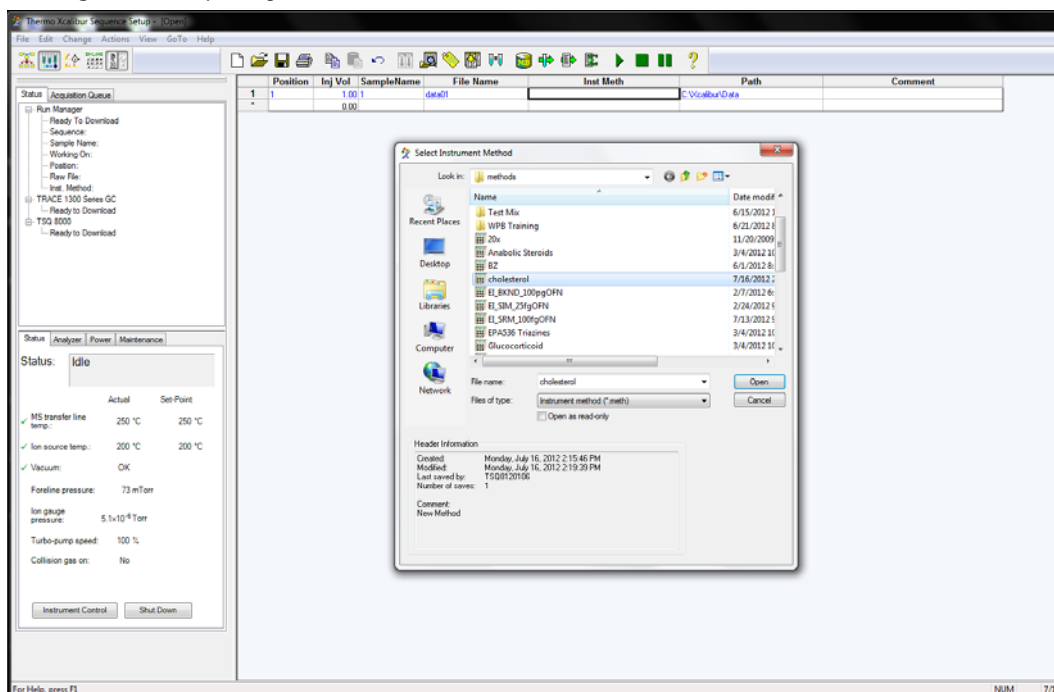 Thermo Xcalibur Sequence Setup - [Open]
File Edit Change Actions View GoTo Help
Position Inj Vol SampleName File Name Inst Meth Path Comment
1 1 1.00 1 data01 C:\Xcalibur\Data
* 0.00
Status Acquisition Queue
Run Manager
Ready To Download
Sequence:
Sample Name:
Working On:
Position:
Raw File:
Inst. Method:
TRACE 1300 Series GC
Ready to Download
TSQ 8000
Ready to Download
Status Analyzer Power Maintenance
Status: Idle
Actual Set-Point
MS transfer line temp.: 250 °C 250 °C
Ion source temp.: 200 °C 200 °C
Vacuum: OK
Foreline pressure: 73 mTorr
Ion gauge pressure: Torr
Turbo-pump speed: 100 %
Collision gas on: No
Instrument Control Shut Down
Select Instrument Method
Look in: methods
Recent Places
Desktop
Libraries
Computer
Network
Name Date modif
Test Mix 6/15/2012 1
WPB Training 6/21/2012
20x 11/20/2009
Anabolic Steroids 3/4/2012 10
BZ 6/1/2012 8:
cholesterol 7/16/2012
EI_BKND_100pgOFN 2/7/2012 6:
EI_SIM_25fgOFN 2/24/2012
EI_SRM_100fgOFN 7/13/2012
EPA536 Triazines 3/4/2012 10
Glucocorticoid 3/4/2012 10
File name: cholesterol Open
Files of type: Instrument method (*.meth) Cancel
Open as read-only
Header Information
Created: Monday, July 16, 2012 2:15:46 PM
Modified: Monday, July 16, 2012 2:19:39 PM
Last saved by: TSQ8120106
Number of saves: 1
Comment:
New Method
For Help, press F1 NUM